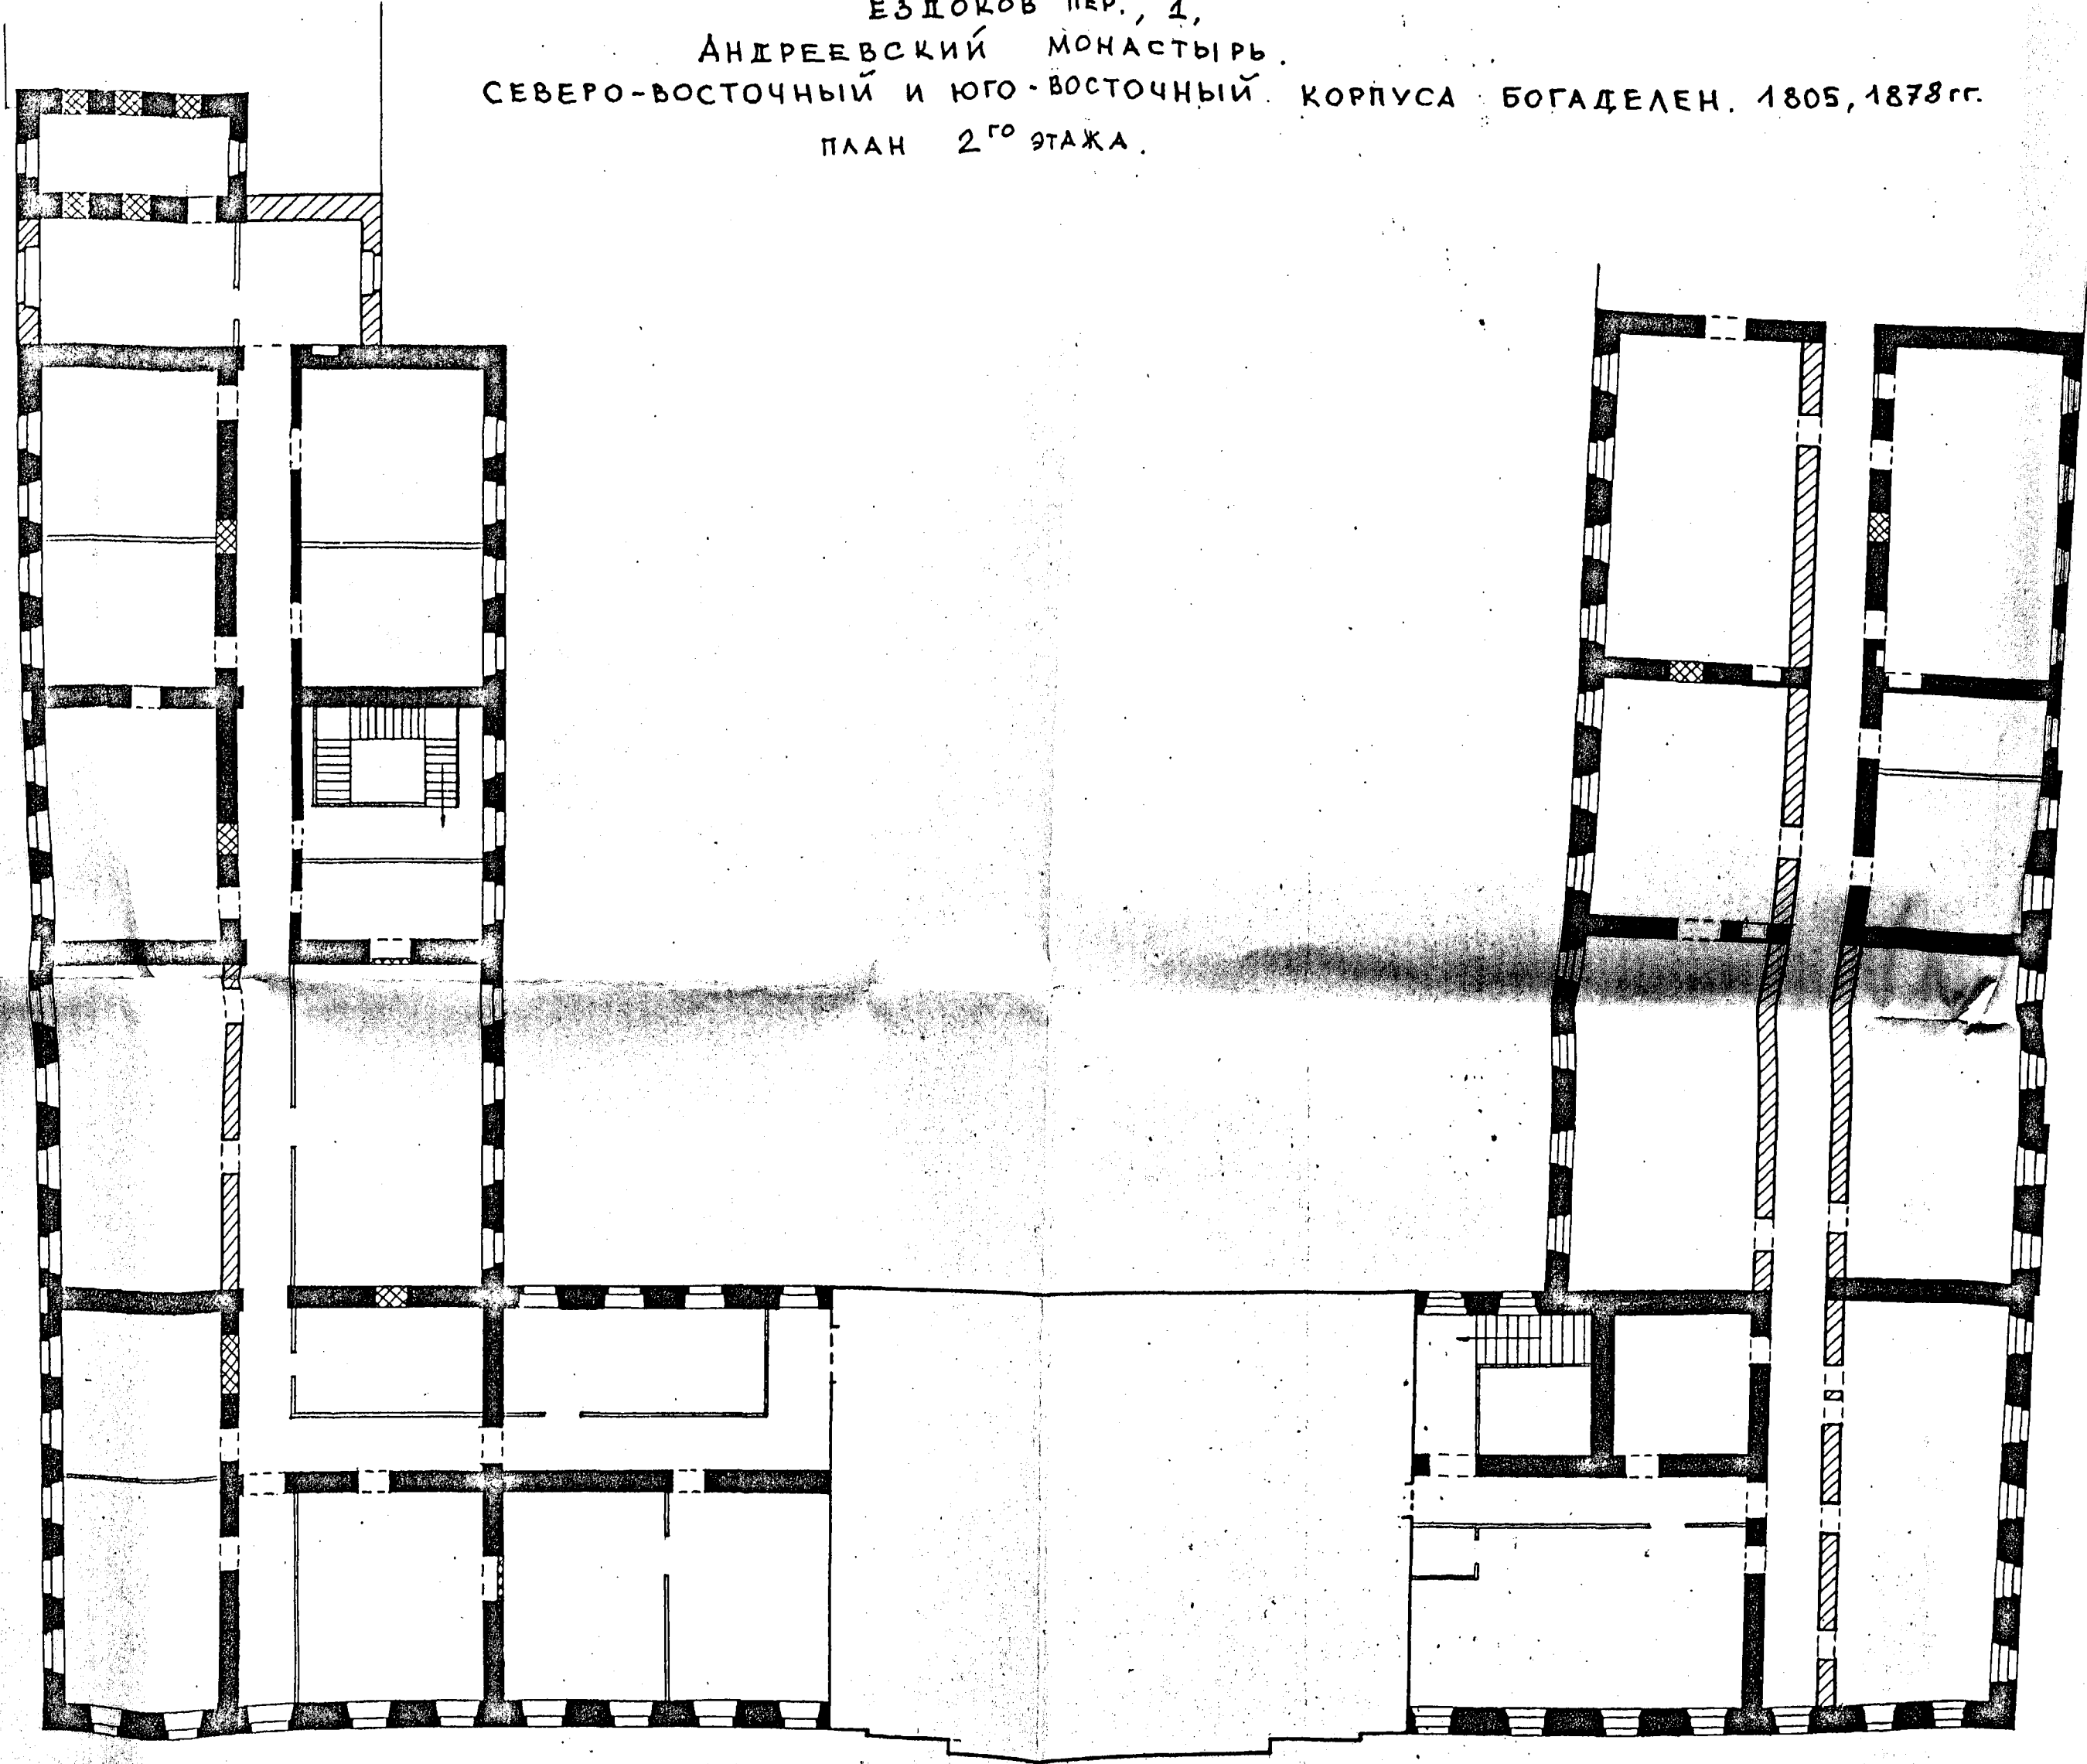 ЕЗДОКОВ ПЕР., 1,
АНДРЕЕВСКИЙ МОНАСТЫРЬ.
СЕВЕРО-ВОСТОЧНЫЙ И ЮГО-ВОСТОЧНЫЙ КОРПУСА БОГАДЕЛЕН. 1805, 1878 гг.
ПЛАН 2ГО ЭТАЖА.